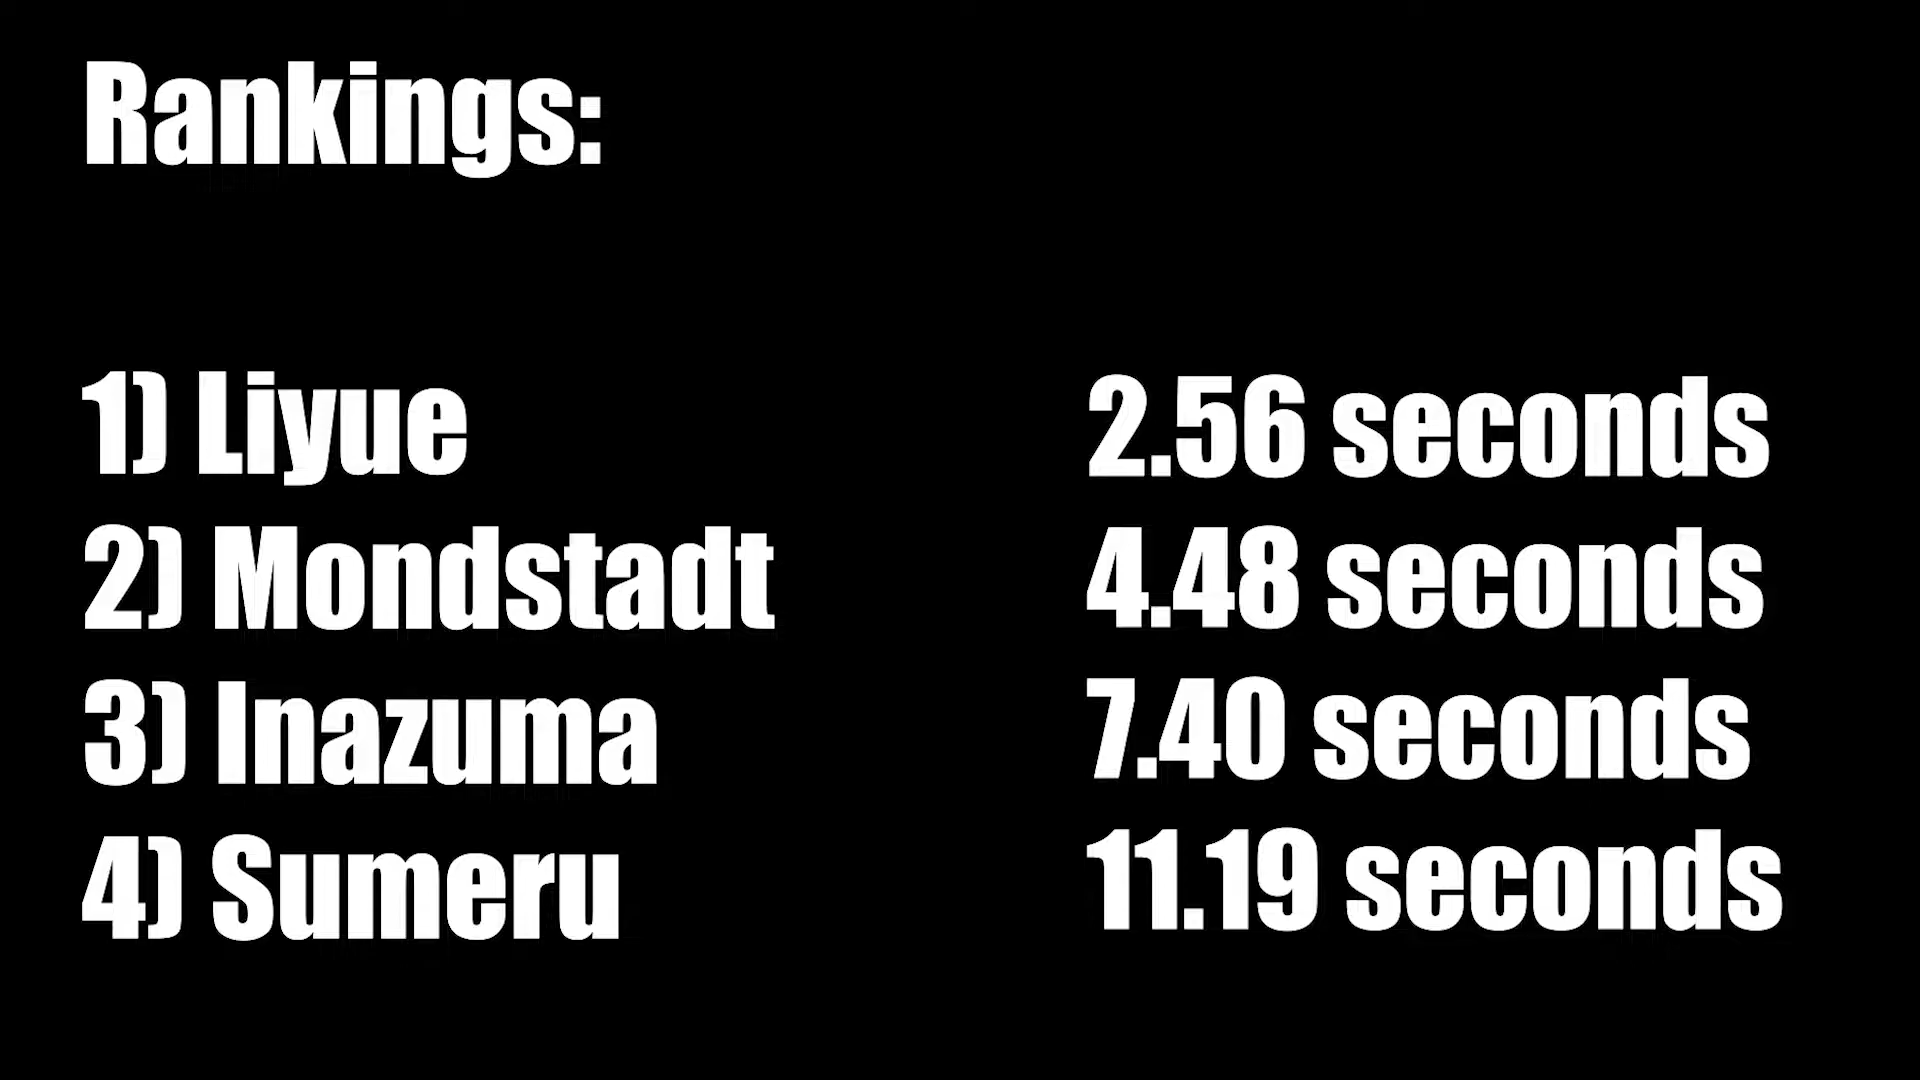 Rankings:
1) Liyue 2.56 seconds
2) Mondstadt 4.48 seconds
3) Inazuma 7.40 seconds
4) Sumeru 11.19 seconds